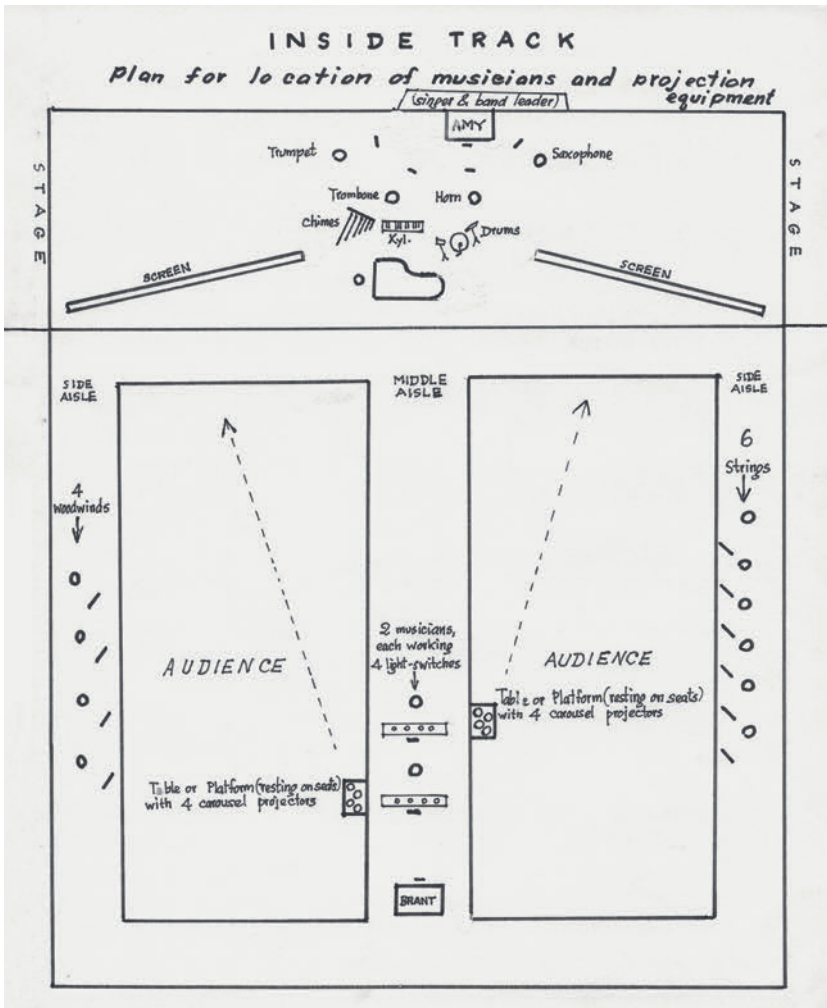 INSIDE TRACK
Plan for location of musicians and projection
equipment
(singer & band leader)
AMY
Trumpet
Saxophone
STAGE
STAGE
Trombone
Horn
Chimes
Xyl.
Drums
SCREEN
SCREEN
SIDE
AISLE
MIDDLE
AISLE
SIDE
AISLE
6
Strings
4
Woodwinds
2 musicians,
each working
4 light-switches
AUDIENCE
AUDIENCE
Table or Platform (resting on seats)
with 4 carousel projectors
Table or Platform (resting on seats)
with 4 carousel projectors
BRANT